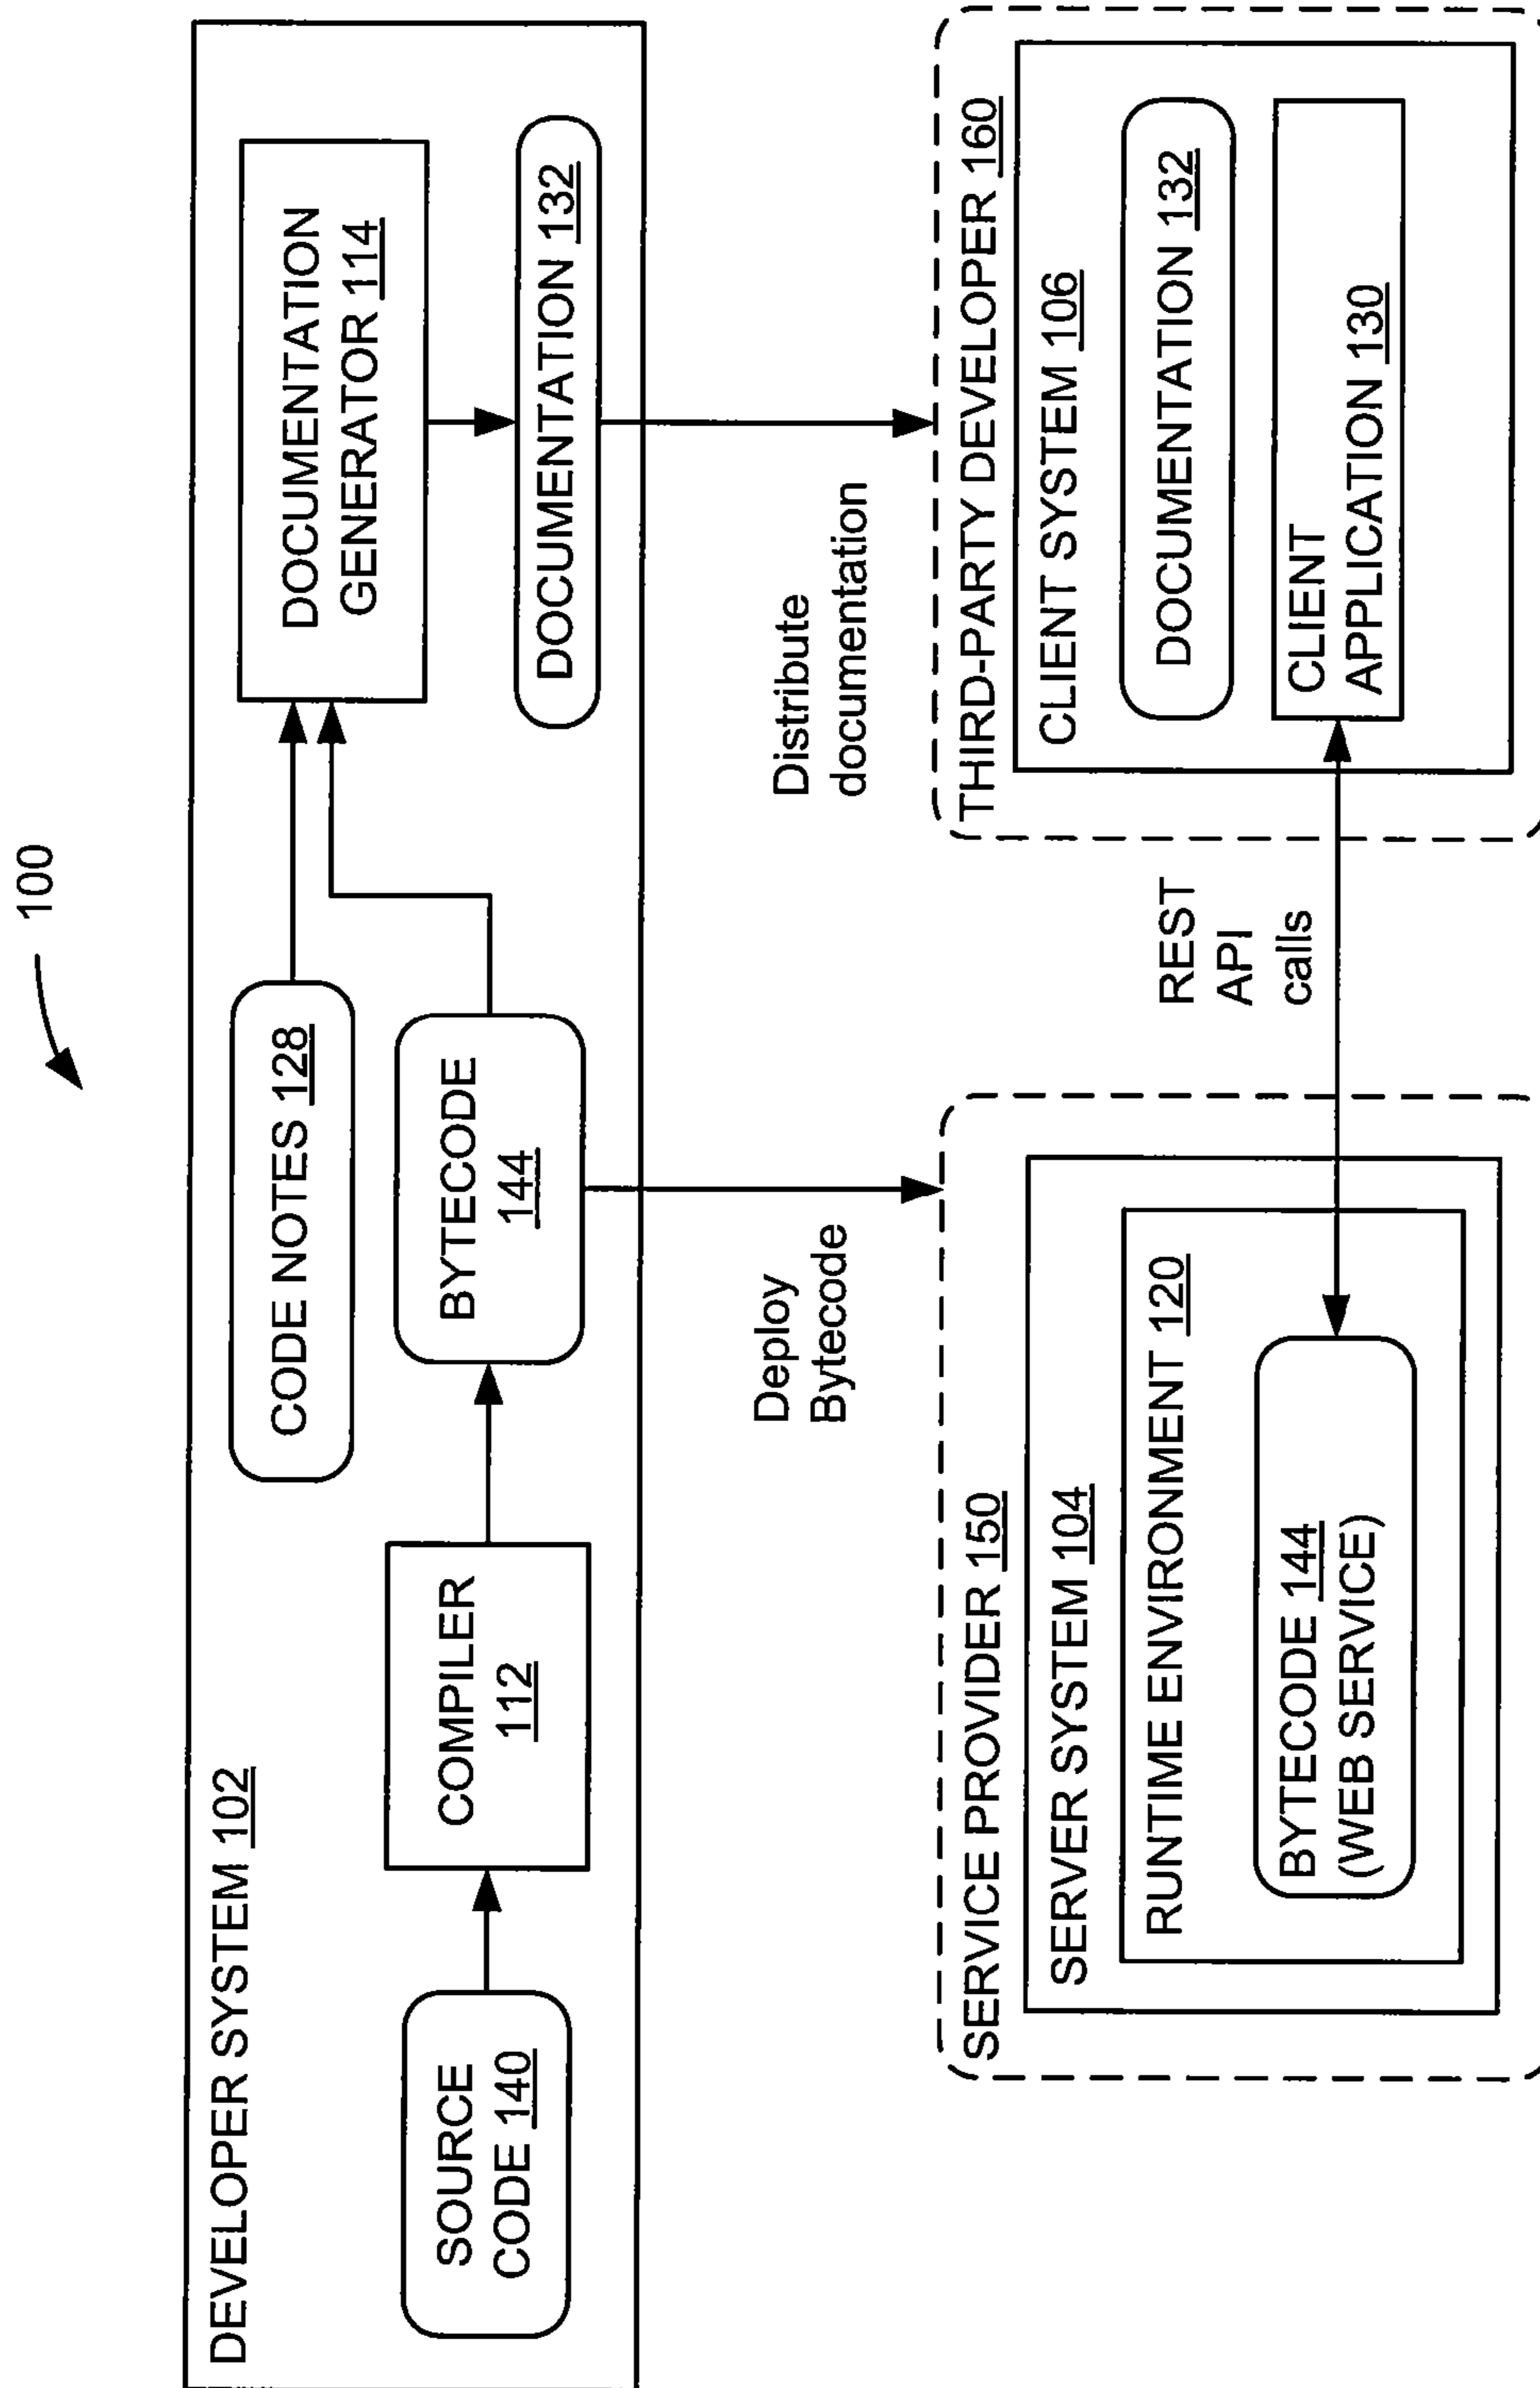 100
DEVELOPER SYSTEM 102
SOURCE
CODE 140
COMPILER
112
CODE NOTES 128
BYTECODE
144
DOCUMENTATION
GENERATOR 114
DOCUMENTATION 132
Deploy
Bytecode
Distribute
documentation
SERVICE PROVIDER 150
SERVER SYSTEM 104
RUNTIME ENVIRONMENT 120
BYTECODE 144
(WEB SERVICE)
REST
API
calls
THIRD-PARTY DEVELOPER 160
CLIENT SYSTEM 106
DOCUMENTATION 132
CLIENT
APPLICATION 130